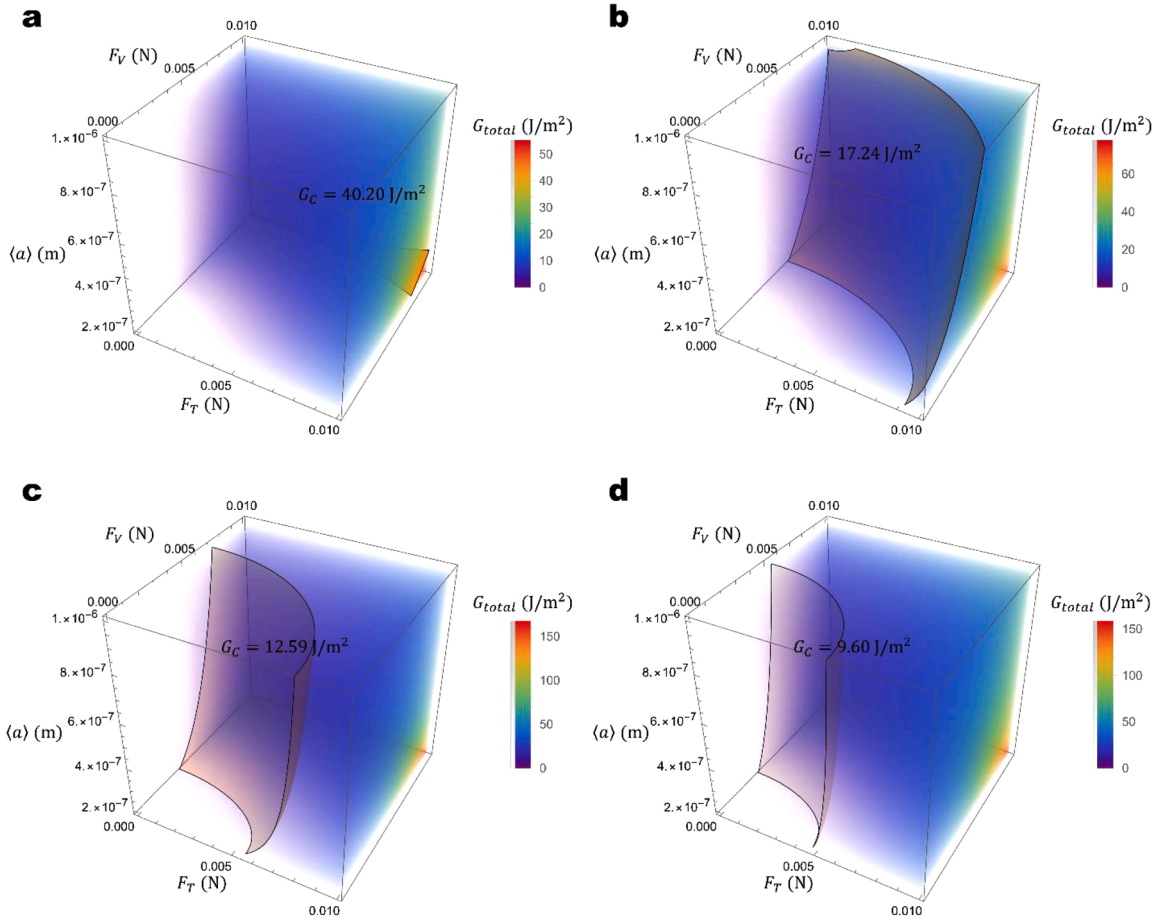 a
0.010
F_V (N)
0.005
0.000
1.×10⁻⁶
8.×10⁻⁷
⟨a⟩ (m)
6.×10⁻⁷
4.×10⁻⁷
2.×10⁻⁷
0.000
0.005
F_T (N)
0.010
G_C = 40.20 J/m²
G_total (J/m²)
50
40
30
20
10
0
b
0.010
F_V (N)
0.005
0.000
1.×10⁻⁶
8.×10⁻⁷
⟨a⟩ (m)
6.×10⁻⁷
4.×10⁻⁷
2.×10⁻⁷
0.000
0.005
F_T (N)
0.010
G_C = 17.24 J/m²
G_total (J/m²)
60
40
20
0
c
0.010
F_V (N)
0.005
0.000
1.×10⁻⁶
8.×10⁻⁷
⟨a⟩ (m)
6.×10⁻⁷
4.×10⁻⁷
2.×10⁻⁷
0.000
0.005
F_T (N)
0.010
G_C = 12.59 J/m²
G_total (J/m²)
150
100
50
0
d
0.010
F_V (N)
0.005
0.000
1.×10⁻⁶
8.×10⁻⁷
⟨a⟩ (m)
6.×10⁻⁷
4.×10⁻⁷
2.×10⁻⁷
0.000
0.005
F_T (N)
0.010
G_C = 9.60 J/m²
G_total (J/m²)
150
100
50
0